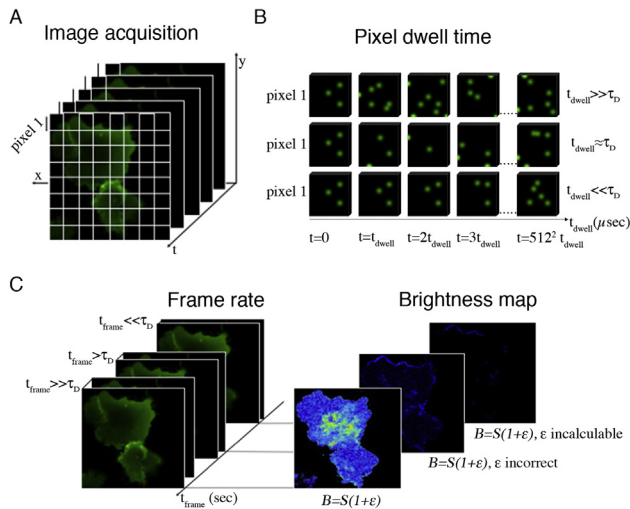 A
Image acquisition
y
pixel 1
x
t
B
Pixel dwell time
pixel 1
t_dwell>>τ_D
pixel 1
t_dwell≈τ_D
pixel 1
t_dwell<<τ_D
t_dwell(μsec)
t=0 t=t_dwell t=2t_dwell t=3t_dwell t=512² t_dwell
C
Frame rate
t_frame<<τ_D
t_frame>τ_D
t_frame>>τ_D
t_frame (sec)
Brightness map
B=S(1+ε), ε incalculable
B=S(1+ε), ε incorrect
B=S(1+ε)